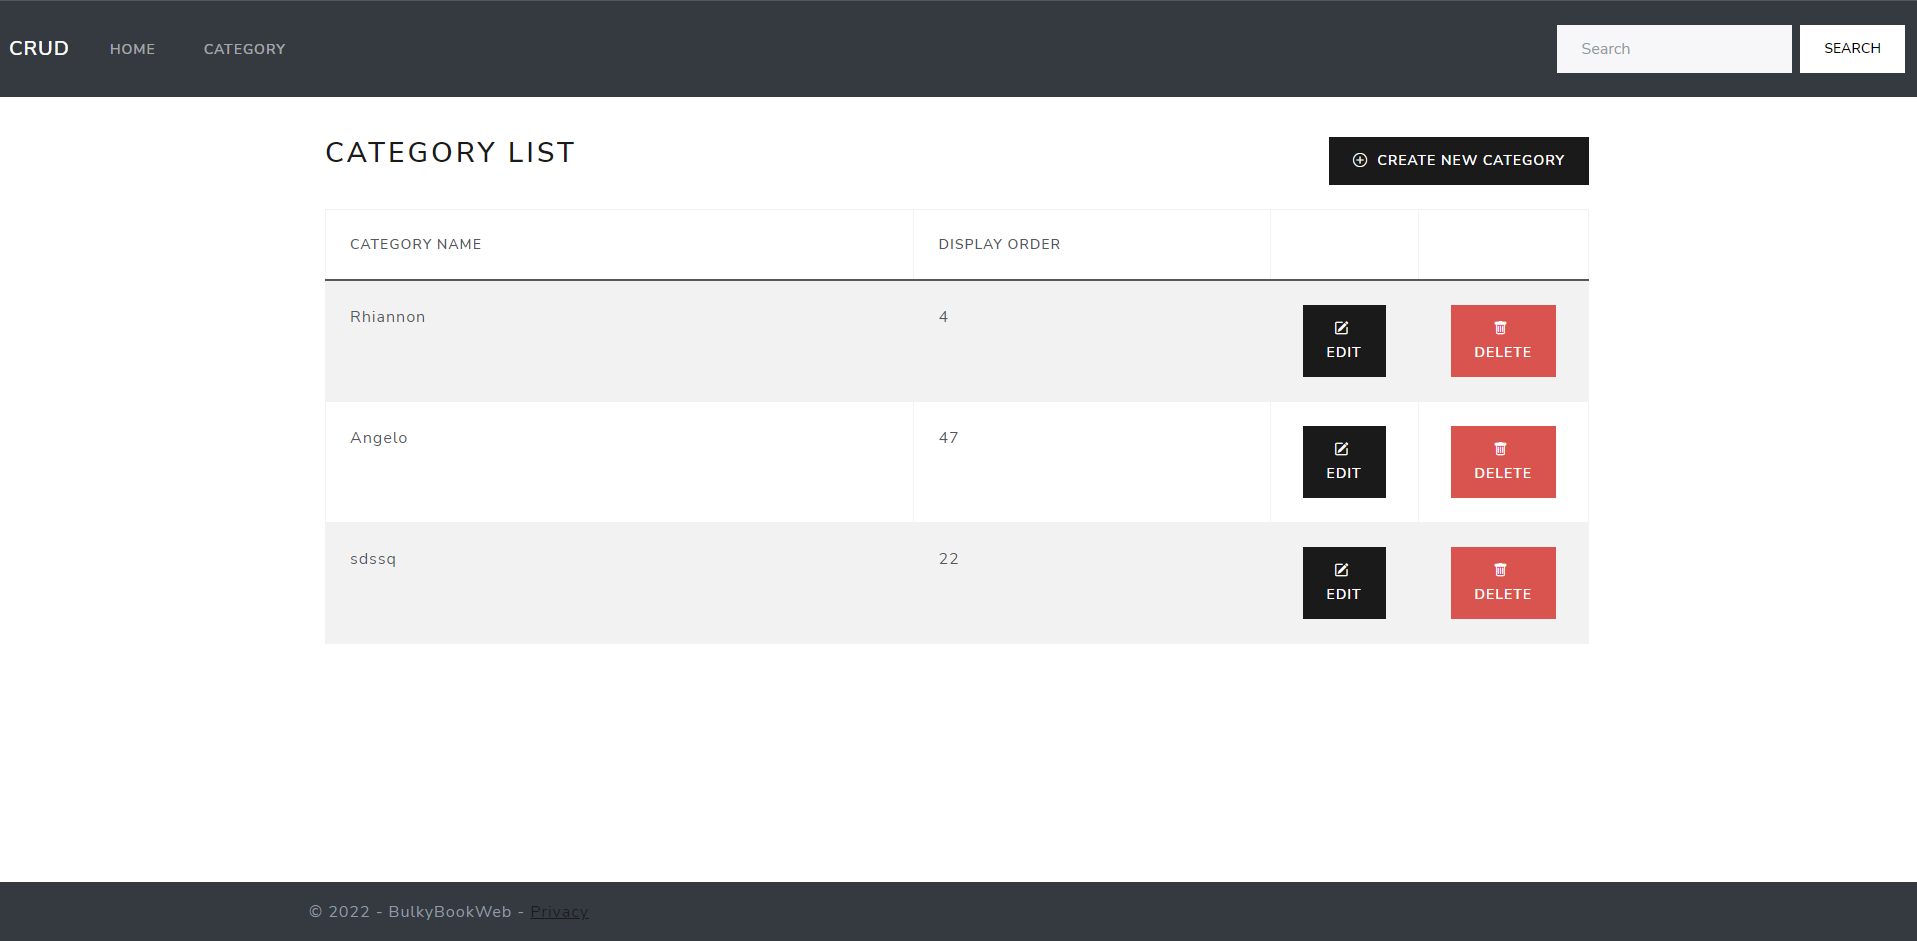 CRUD HOME CATEGORY Search SEARCH
CATEGORY LIST CREATE NEW CATEGORY
CATEGORY NAME DISPLAY ORDER
Rhiannon 4 EDIT DELETE
Angelo 47 EDIT DELETE
sdssq 22 EDIT DELETE
© 2022 - BulkyBookWeb - Privacy